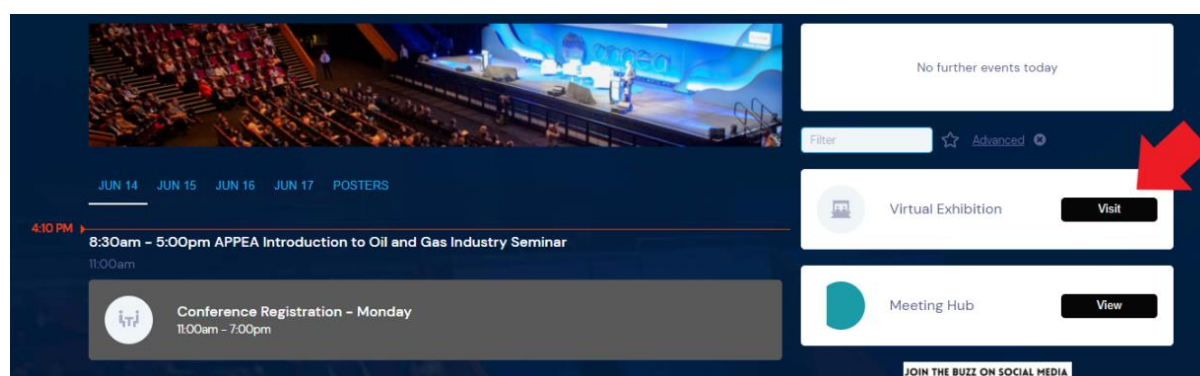 appea
No further events today
Filter
Advanced
JUN 14 JUN 15 JUN 16 JUN 17 POSTERS
Virtual Exhibition
Visit
4:10 PM
8:30am – 5:00pm APPEA Introduction to Oil and Gas Industry Seminar
11:00am
Conference Registration – Monday
11:00am – 7:00pm
Meeting Hub
View
JOIN THE BUZZ ON SOCIAL MEDIA